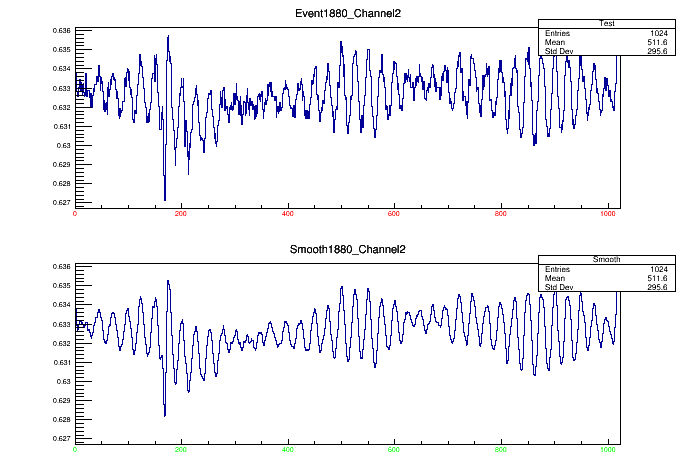 Event1880_Channel2
Test
Entries 1024
Mean 511.6
Std Dev 295.6
0.636
0.635
0.634
0.633
0.632
0.631
0.63
0.629
0.628
0.627
0 200 400 600 800 1000
Smooth1880_Channel2
Smooth
Entries 1024
Mean 511.6
Std Dev 295.6
0.636
0.635
0.634
0.633
0.632
0.631
0.63
0.629
0.628
0.627
0 200 400 600 800 1000